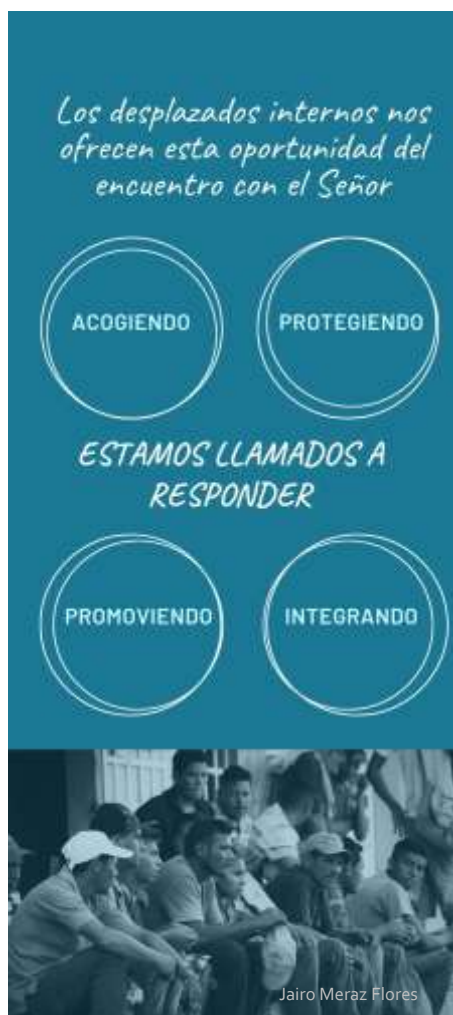 Los desplazados internos nos
ofrecen esta oportunidad del
encuentro con el Señor
ACOGIENDO
PROTEGIENDO
ESTAMOS LLAMADOS A
RESPONDER
PROMOVIENDO
INTEGRANDO
Jairo Meraz Flores